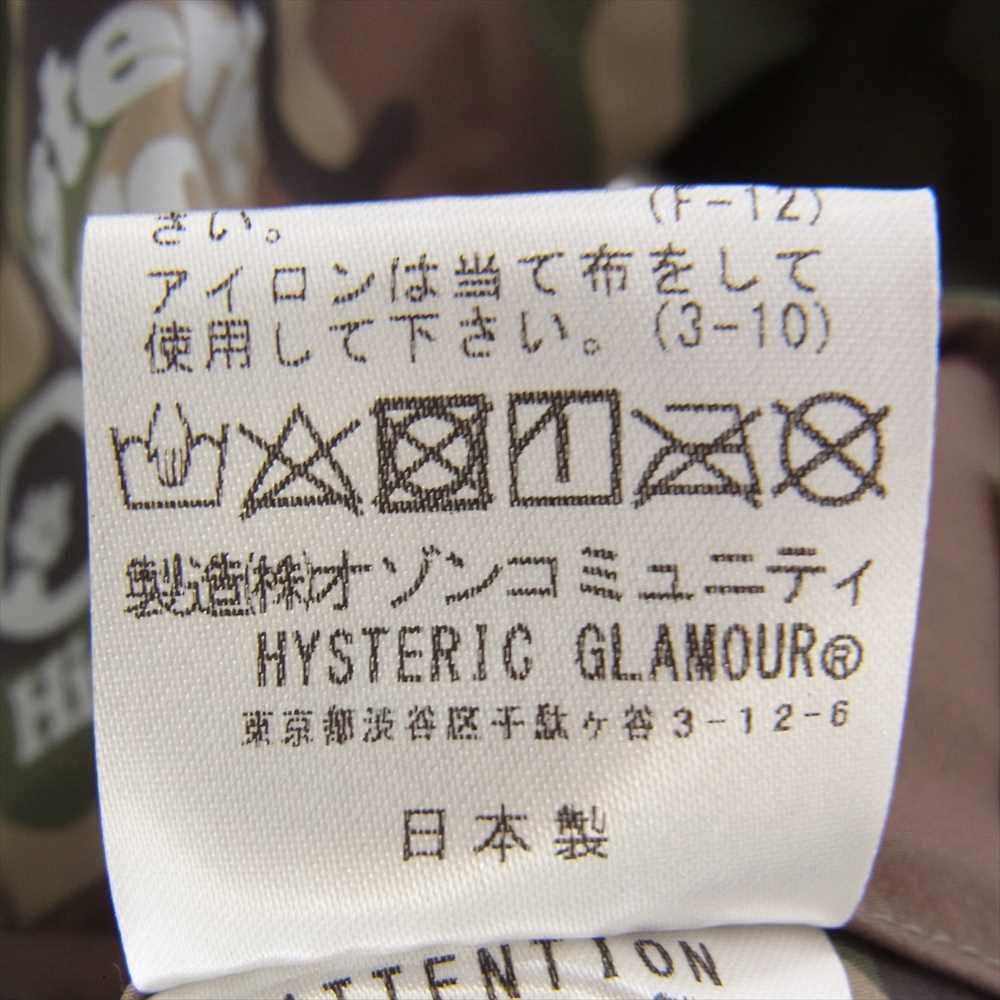 さい。 (F-12)
アイロンは当て布をして
使用して下さい。(3-10)
製造(株)オゾンコミュニティ
HYSTERIC GLAMOUR®
東京都渋谷区千駄ヶ谷3-12-6
日本製
ATTENTION